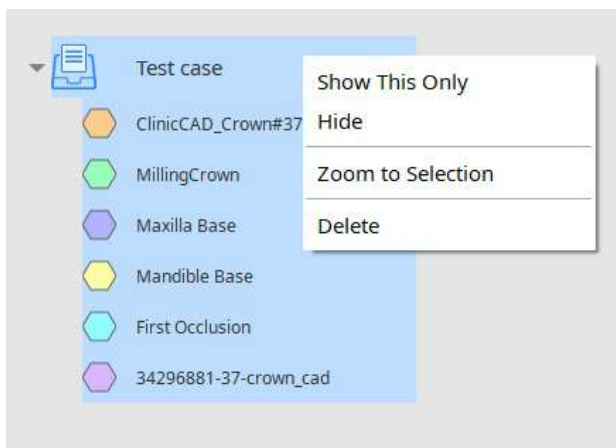 Test case
Show This Only
ClinicCAD_Crown#37
Hide
MillingCrown
Zoom to Selection
Maxilla Base
Delete
Mandible Base
First Occlusion
34296881-37-crown_cad